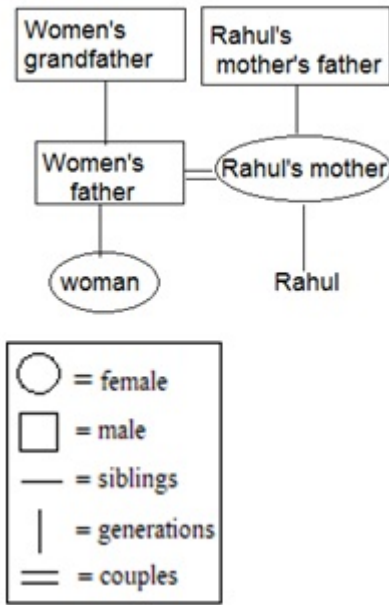 Women's
grandfather
Rahul's
mother's father
Women's
father
Rahul's mother
woman
Rahul
= female
= male
= siblings
= generations
= couples